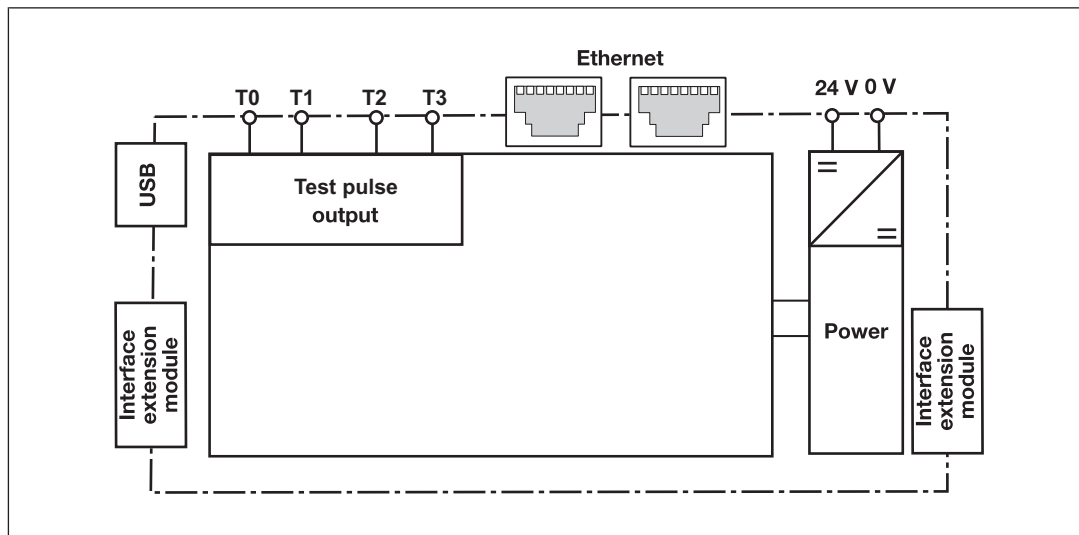 Ethernet
T0 T1 T2 T3
24 V 0 V
USB
Test pulse
output
Interface
extension
module
Power
Interface
extension
module